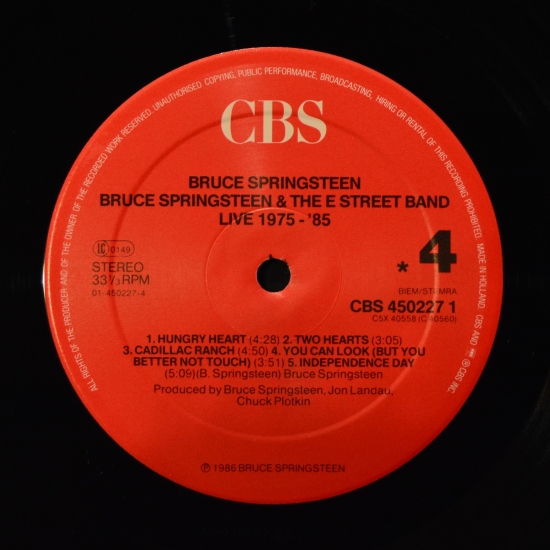 ALL RIGHTS OF THE PRODUCER AND OF THE OWNER OF THE RECORDED WORK RESERVED. UNAUTHORISED COPYING, PUBLIC PERFORMANCE, BROADCASTING, HIRING OR RENTAL OF THIS RECORDING PROHIBITED. MADE IN HOLLAND. CBS AND ARE ® CBS INC.
CBS
BRUCE SPRINGSTEEN
BRUCE SPRINGSTEEN & THE E STREET BAND
LIVE 1975 - '85
IC 0149
STEREO
33 1/3 RPM
01-450227-4
* 4
BIEM/STEMRA
CBS 450227 1
C5X 40558 (C 40560)
1. HUNGRY HEART (4:28) 2. TWO HEARTS (3:05)
3. CADILLAC RANCH (4:50) 4. YOU CAN LOOK (BUT YOU
BETTER NOT TOUCH) (3:51) 5. INDEPENDENCE DAY
(5:09) (B. Springsteen) Bruce Springsteen
Produced by Bruce Springsteen, Jon Landau,
Chuck Plotkin
℗ 1986 BRUCE SPRINGSTEEN